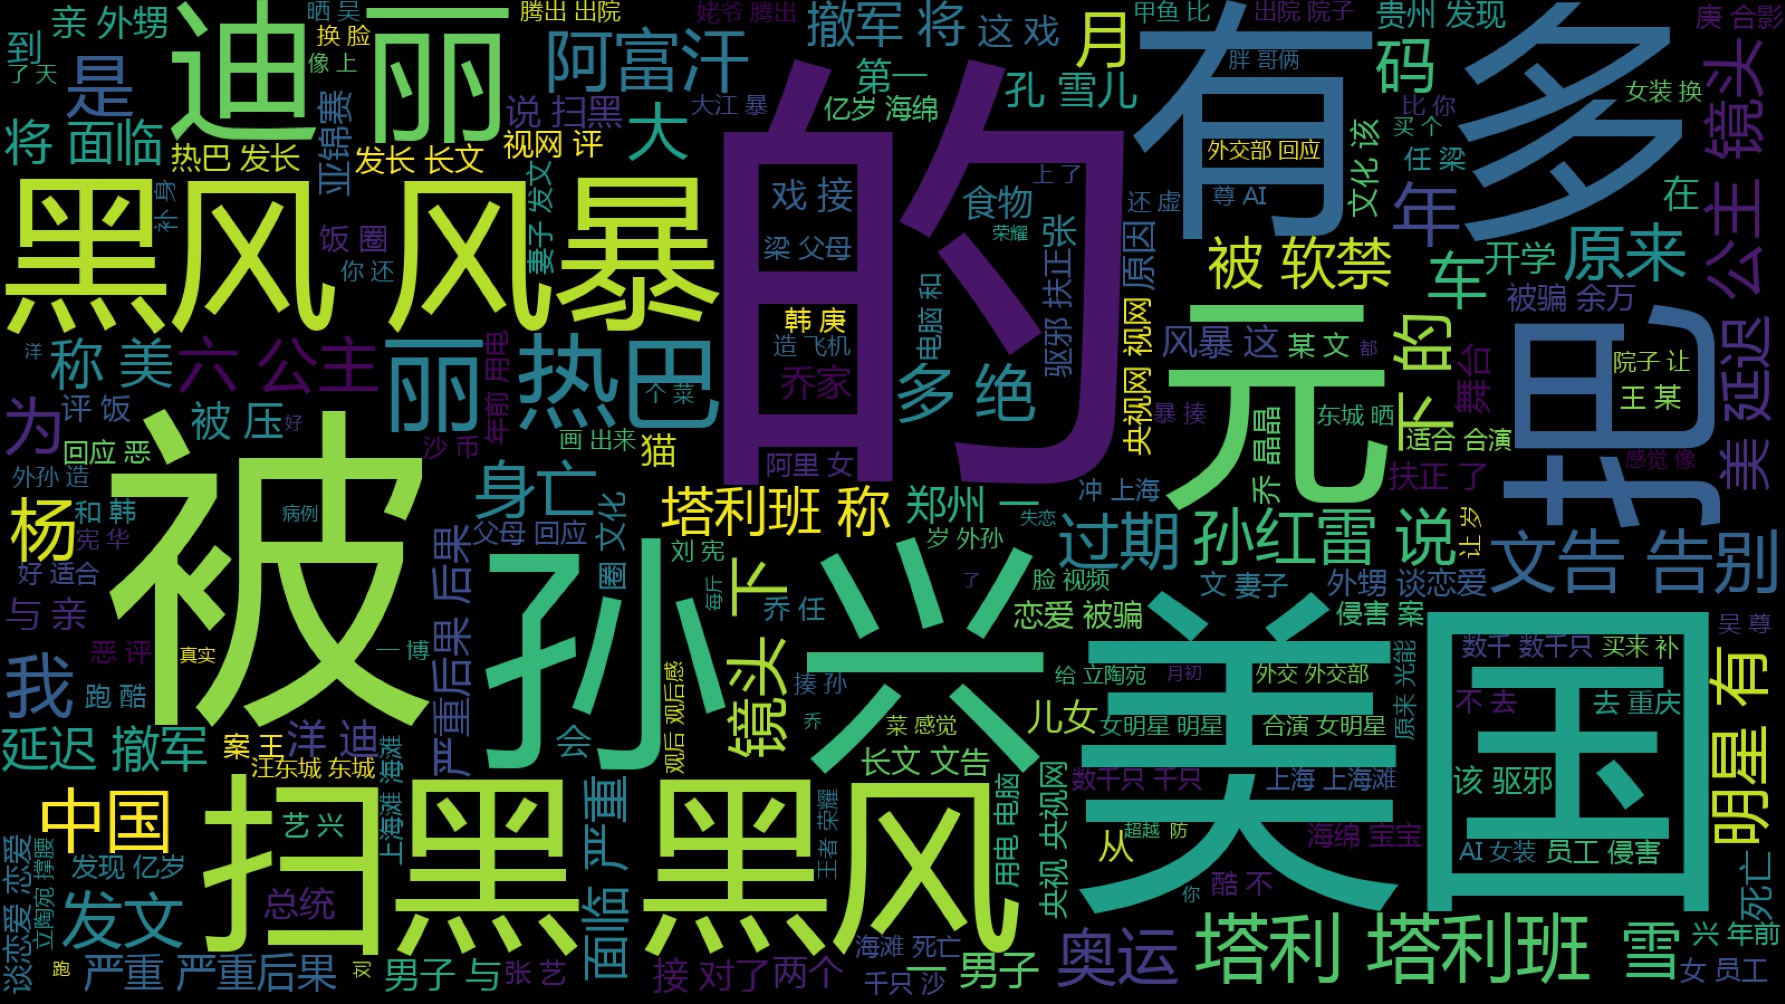 晒 吴
腾出 出院
姥爷 腾出
撤军 将
这 戏
月
甲鱼 比
出院 院子
贵州 发现
庚 合影
亲 外甥
到
了 天
是
换 脸
像 上
迪
丽
阿富汗
第一
孔 雪儿
有
胖 哥俩
码
多
女装 换
镜头
说 扫黑
大江 暴
亿岁 海绵
将 面临
热巴 发长
亚锦赛
发长 长文
视网 评
大
的
外交部 回应
比 你
买 个
任 梁
文化 该
黑风 风暴
补 身
饭 圈
你 还
妻子 发文
戏 接
梁 父母
食物
上 了
荣耀
张
还 虚
尊 AI
年
在
公主
原因
驱邪 扶正
电脑 和
被 软禁
车
开学
原来
被骗 余万
洋
称 美
六 公主
年前 用电
丽
热巴
个 菜
韩 庚
造 飞机
乔家
多 绝
央视网 视网
风暴 这
某 文
都
元
下 的
舞台
把
院子 让
王 某
美 延迟
为
评 饭
被 压
好
回应 恶
沙 币
画 出来
猫
阿里 女
暴 揍
乔 晶晶
东城 晒
适合 合演
扶正 了
感觉 像
外孙 造
杨
和 韩
宪 华
好 适合
与 亲
被
病例
身亡
父母 回应
严重后果 后果
圈 文化
塔利班 称
郑州 一
失恋
岁 外孙
冲 上海
过期
孙红雷 说
让 岁
文告 告别
刘 宪
每斤
孙
兴
下
镜头
乔 任
了
脸 视频
恋爱 被骗
文 妻子
外甥 谈恋爱
侵害 案
吴 尊
我
恶 评
真实
跑 酷
一 博
观后 观后感
揍 孙
乔
菜 感觉
给 立陶宛
月初
外交 外交部
原来 光能
数千 数千只
买来 补
不 去
去 重庆
明星 有
美国
延迟 撤军
案 王
洋 迪
汪东城 东城
会
长文 文告
儿女
女明星 明星
合演 女明星
数千只 千只
上海 上海滩
该 驱邪
中国
扫黑 黑风
艺 兴
上海滩 海滩
面临 严重
王者 荣耀
用电 电脑
央视 央视网
从
超越
防
海绵 宝宝
AI 女装
员工 侵害
谈恋爱 恋爱
立陶宛 撑腰
发现 亿岁
总统
发文
你
酷 不
死亡
跑
严重 严重后果
刘
男子 与
张 艺
接 对了
两个
海滩 死亡
千只 沙
一 男子
奥运
塔利 塔利班
雪
兴 年前
女 员工